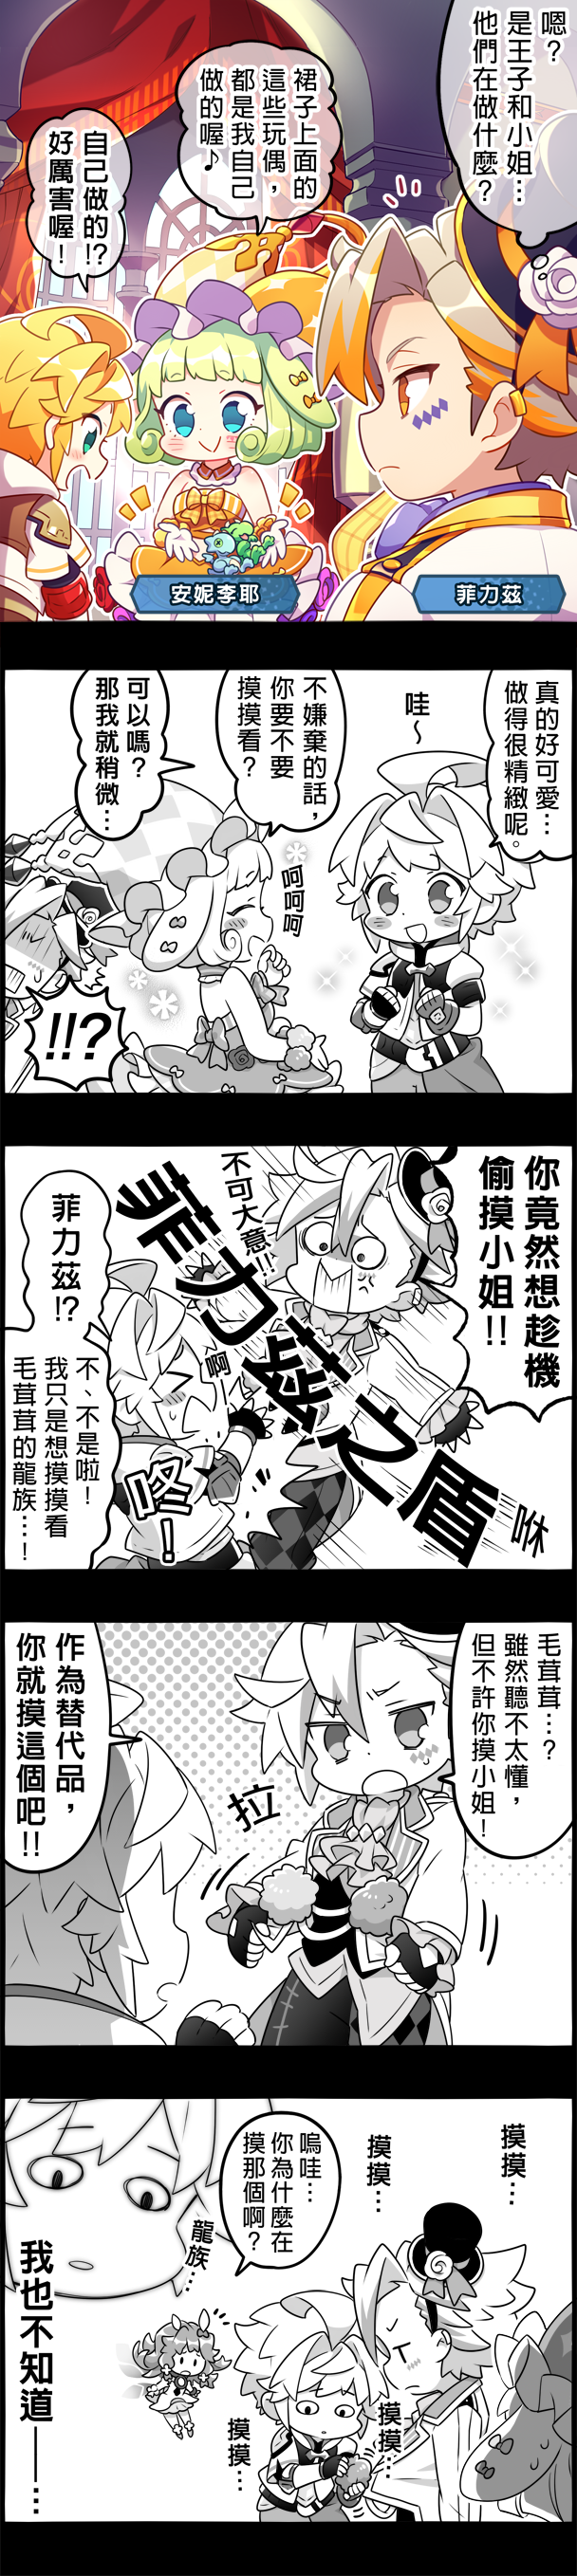 嗯？
是王子和小姐…
他們在做什麼？
裙子上面的
這些玩偶，
都是我自己
做的喔♪
自己做的!?
好厲害喔！
安妮李耶
菲力茲
真的好可愛…
做得很精緻呢。
哇～
不嫌棄的話，
你要不要
摸摸看？
呵呵呵
可以嗎？
那我就稍微…
!!?
你竟然想趁機
偷摸小姐!!
不可大意!!
菲力茲之盾
咻
啊—
咚！
菲力茲!?
不、不是啦！
我只是想摸摸看
毛茸茸的龍族…！
毛茸茸…？
雖然聽不太懂，
但不許你摸小姐！
拉
作為替代品，
你就摸這個吧!!
摸摸…
摸摸…
嗚哇…
你為什麼在
摸那個啊？
摸摸…
摸摸…
龍族…
我也不知道——…